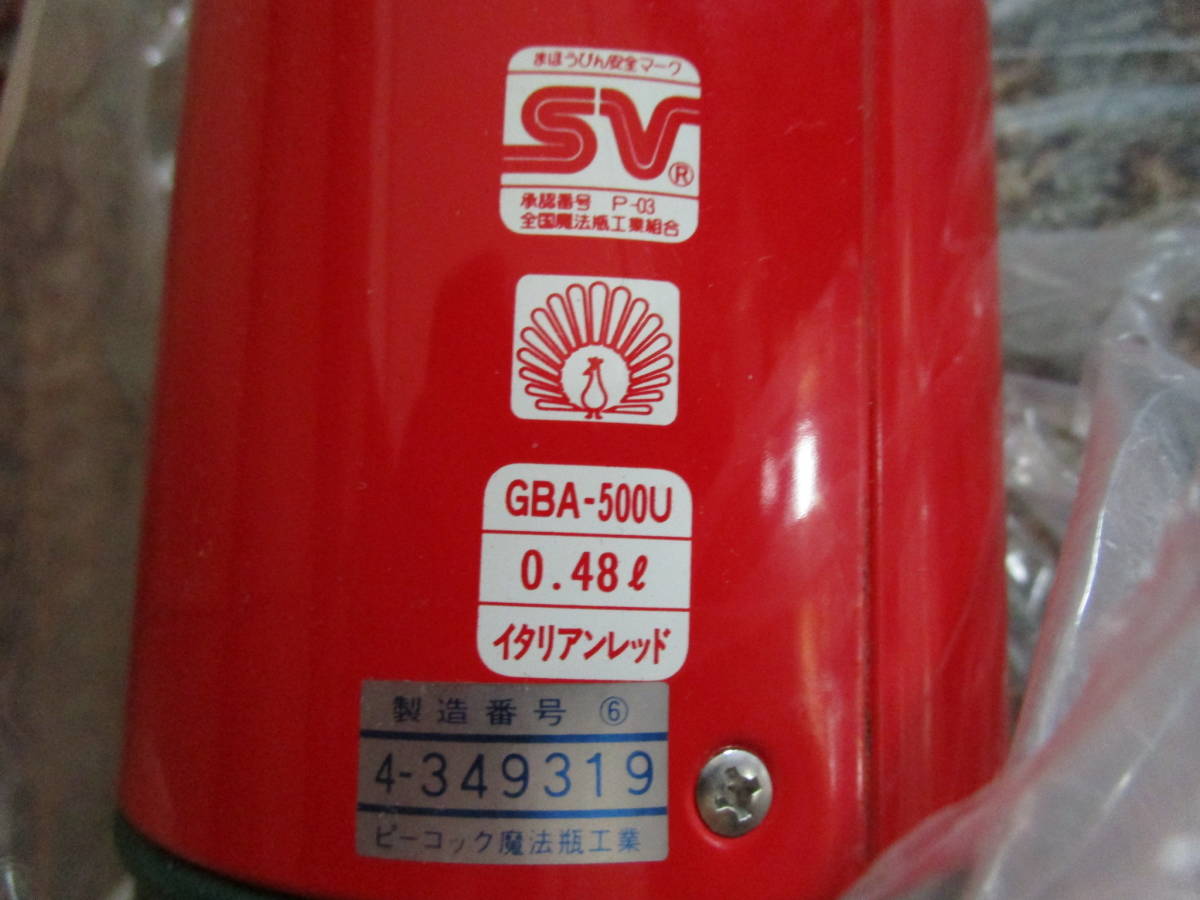 まほうびん安全マーク
SV®
承認番号 P-03
全国魔法瓶工業組合
GBA-500U
0.48ℓ
イタリアンレッド
製造番号 ⑥
4-349319
ピーコック魔法瓶工業